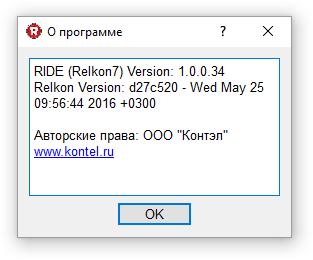 О программе
RIDE (Relkon7) Version: 1.0.0.34
Relkon Version: d27c520 - Wed May 25
09:56:44 2016 +0300
Авторские права: ООО "Контэл"
www.kontel.ru
OK